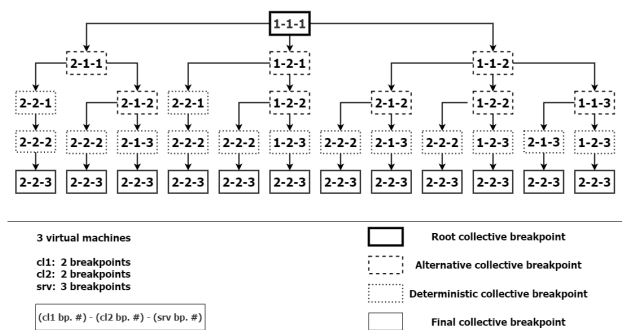 1-1-1
2-1-1 1-2-1 1-1-2
2-2-1 2-1-2 2-2-1 1-2-2 2-1-2 1-2-2 1-1-3
2-2-2 2-2-2 2-1-3 2-2-2 2-2-2 1-2-3 2-2-2 2-1-3 2-2-2 1-2-3 2-1-3 1-2-3
2-2-3 2-2-3 2-2-3 2-2-3 2-2-3 2-2-3 2-2-3 2-2-3 2-2-3 2-2-3 2-2-3 2-2-3
3 virtual machines
cl1: 2 breakpoints
cl2: 2 breakpoints
srv: 3 breakpoints
(cl1 bp. #) - (cl2 bp. #) - (srv bp. #)
Root collective breakpoint
Alternative collective breakpoint
Deterministic collective breakpoint
Final collective breakpoint